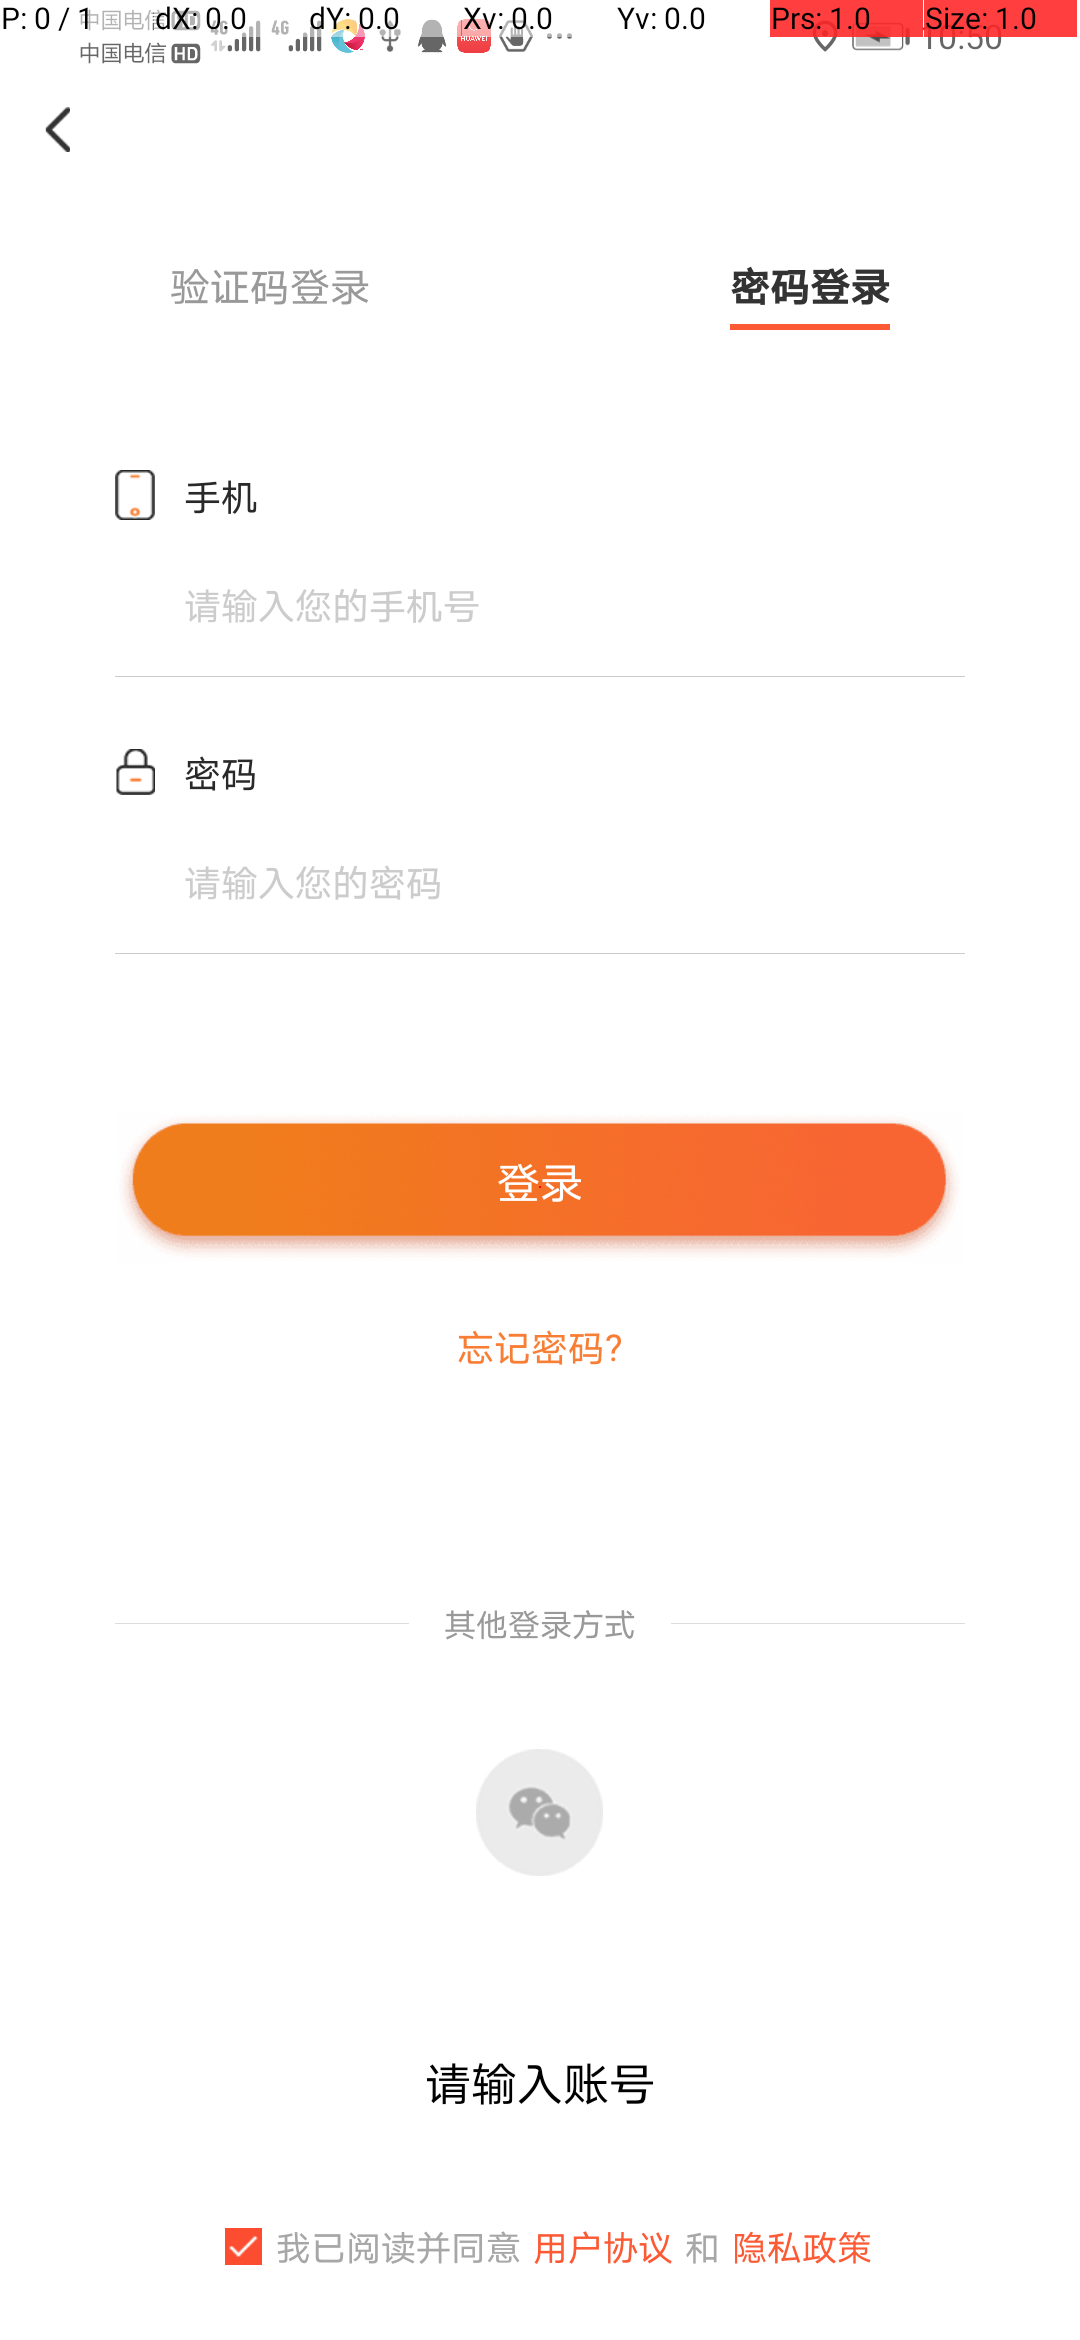 P: 0 / 1 dX: 0.0 dY: 0.0 Xv: 0.0 Yv: 0.0 Prs: 1.0 Size: 1.0
中国电信 HD 4G 4G HUAWEI 10:50
中国电信 HD
验证码登录 密码登录
手机
请输入您的手机号
密码
请输入您的密码
登录
忘记密码?
其他登录方式
请输入账号
我已阅读并同意 用户协议 和 隐私政策